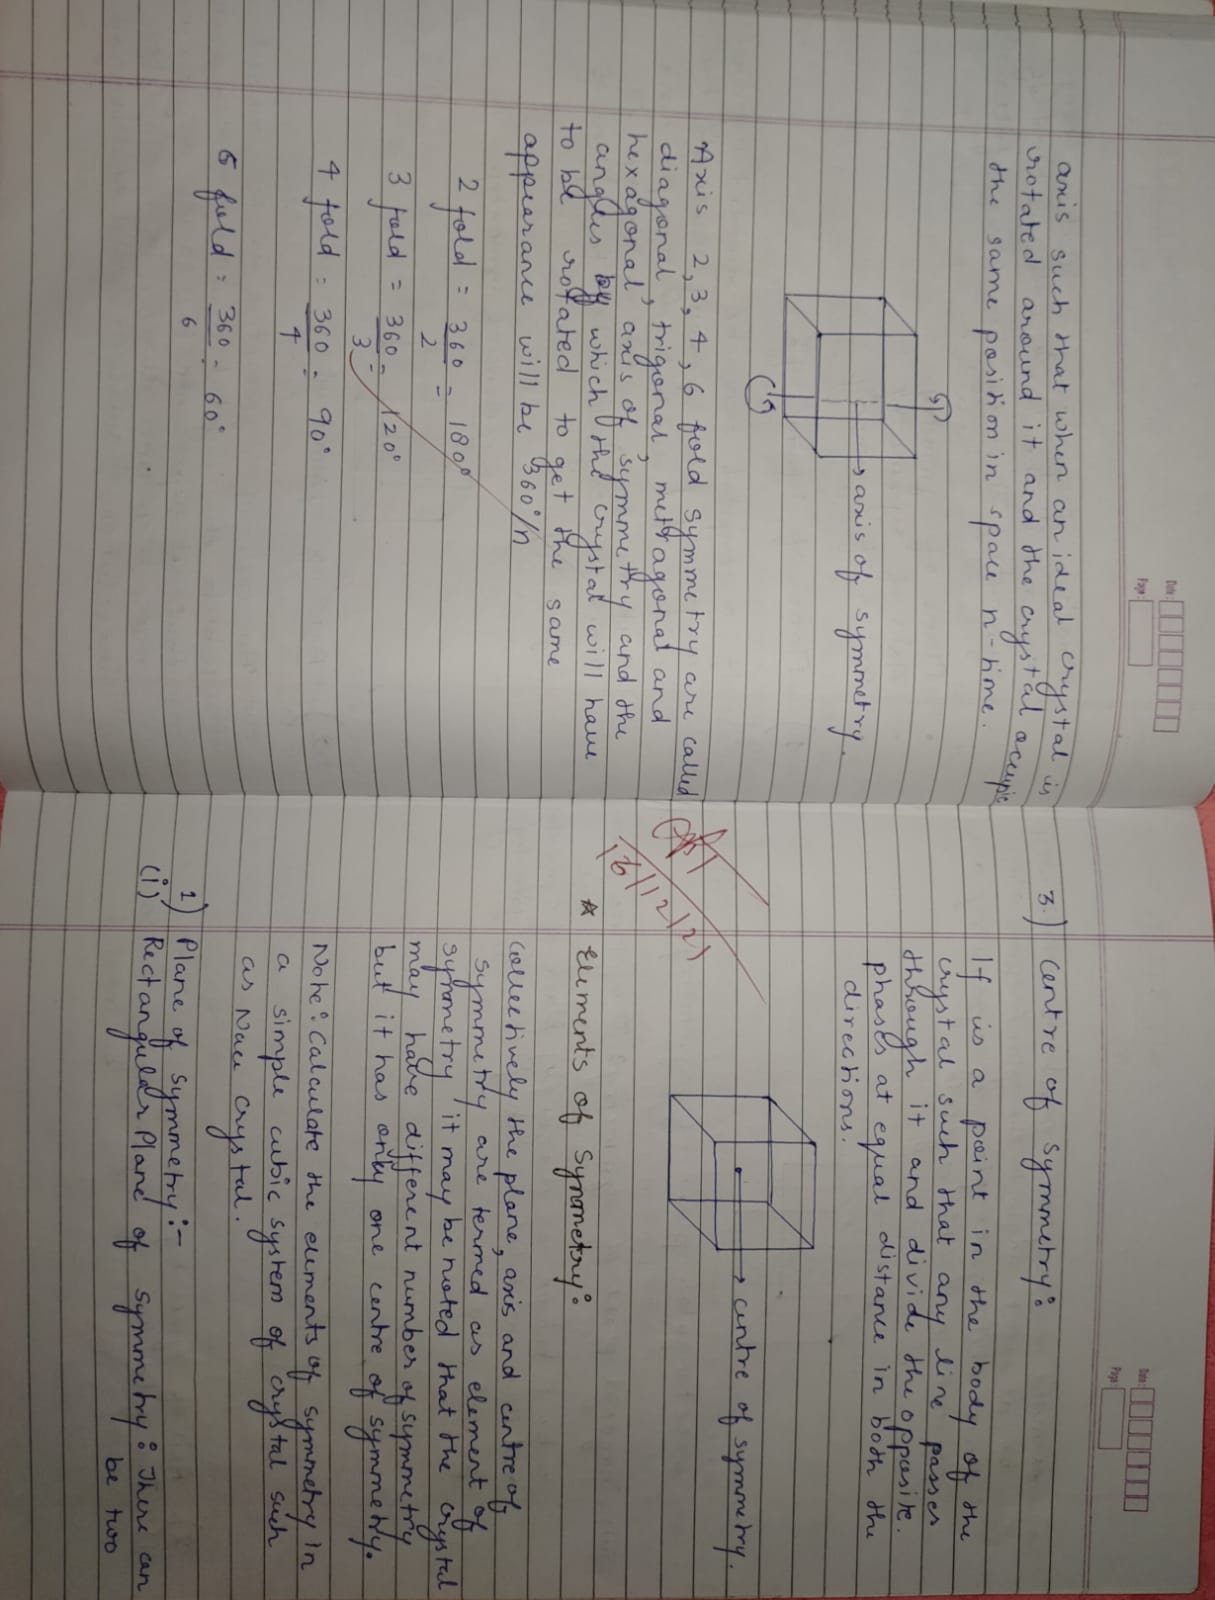 Date:
Page:
axis such that when an ideal crystal is
rotated around it and the crystal occupie
the same position in space n-time.
→ axis of symmetry.
Axis 2, 3, 4, 6 fold symmetry are called
diagonal, trigonal, mettragonal and
hexagonal, axis of symmetry and the
angles by which the crystal will have
to be rotated to get the same
appearance will be 360°/n
2 fold = 360/2 = 180°
3 fold = 360/3 = 120°
4 fold = 360/4 = 90°
6 fold = 360/6 = 60°
Date:
Page:
3.) Centre of Symmetry:
If is a point in the body of the
crystal such that any line passes
through it and divide the opposite.
phases at equal distance in both the
directions.
→ centre of symmetry.
16/12/21
* Elements of Symmetry:
Collectively the plane, axis and centre of
symmetry are termed as element of
symmetry it may be noted that the crystal
may have different number of symmetry
but it has only one centre of symmetry.
Note: Calculate the elements of symmetry in
a simple cubic system of crystal such
as Nacl crystal.
1) Plane of Symmetry:-
(i) Rectangular Plane of Symmetry: There can
be two